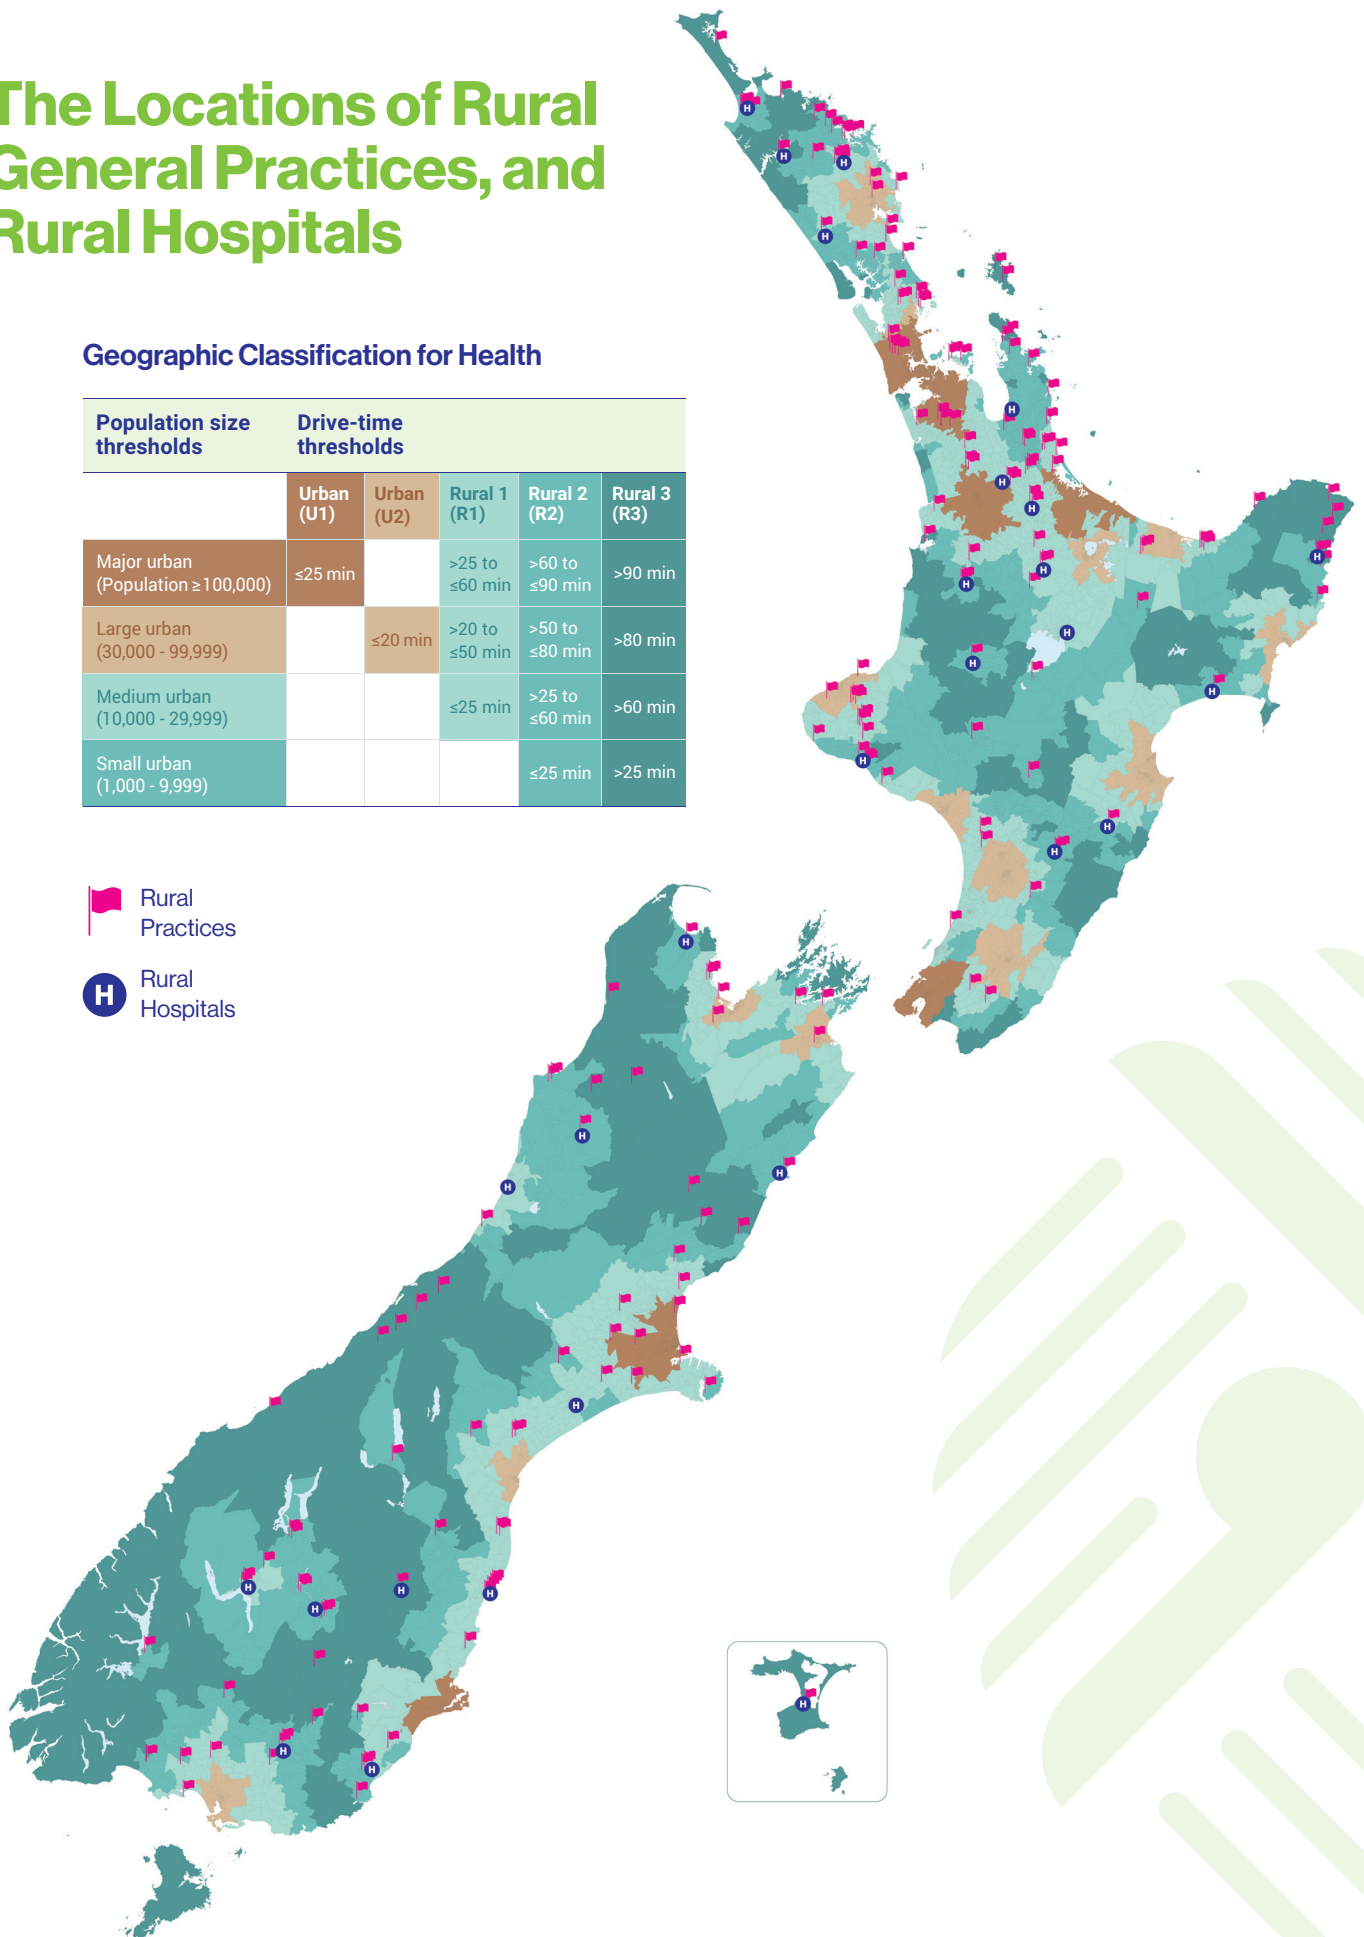 The Locations of Rural
General Practices, and
Rural Hospitals
Geographic Classification for Health
Population size
thresholds
Drive-time
thresholds
Urban
(U1)
Urban
(U2)
Rural 1
(R1)
Rural 2
(R2)
Rural 3
(R3)
Major urban
(Population ≥ 100,000)
≤25 min
>25 to
≤60 min
>60 to
≤90 min
>90 min
Large urban
(30,000 - 99,999)
≤20 min
>20 to
≤50 min
>50 to
≤80 min
>80 min
Medium urban
(10,000 - 29,999)
≤25 min
>25 to
≤60 min
>60 min
Small urban
(1,000 - 9,999)
≤25 min
>25 min
Rural
Practices
H
Rural
Hospitals